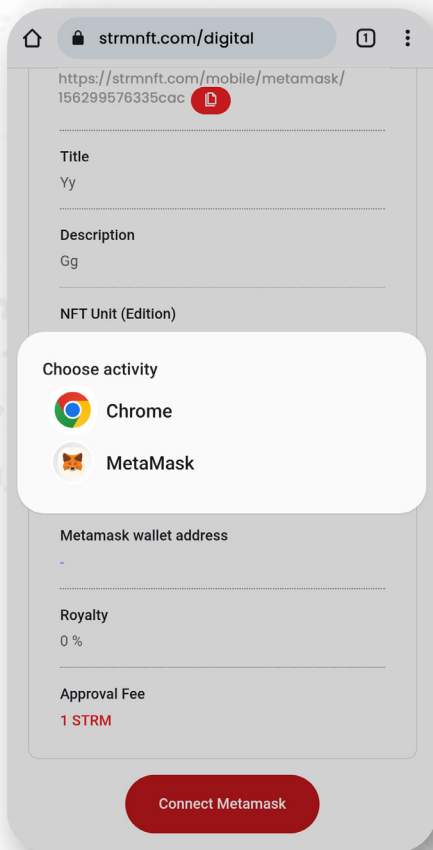 strmnft.com/digital
1
https://strmnft.com/mobile/metamask/
156299576335cac
Title
Yy
Description
Gg
NFT Unit (Edition)
Choose activity
Chrome
MetaMask
Metamask wallet address
-
Royalty
0 %
Approval Fee
1 STRM
Connect Metamask